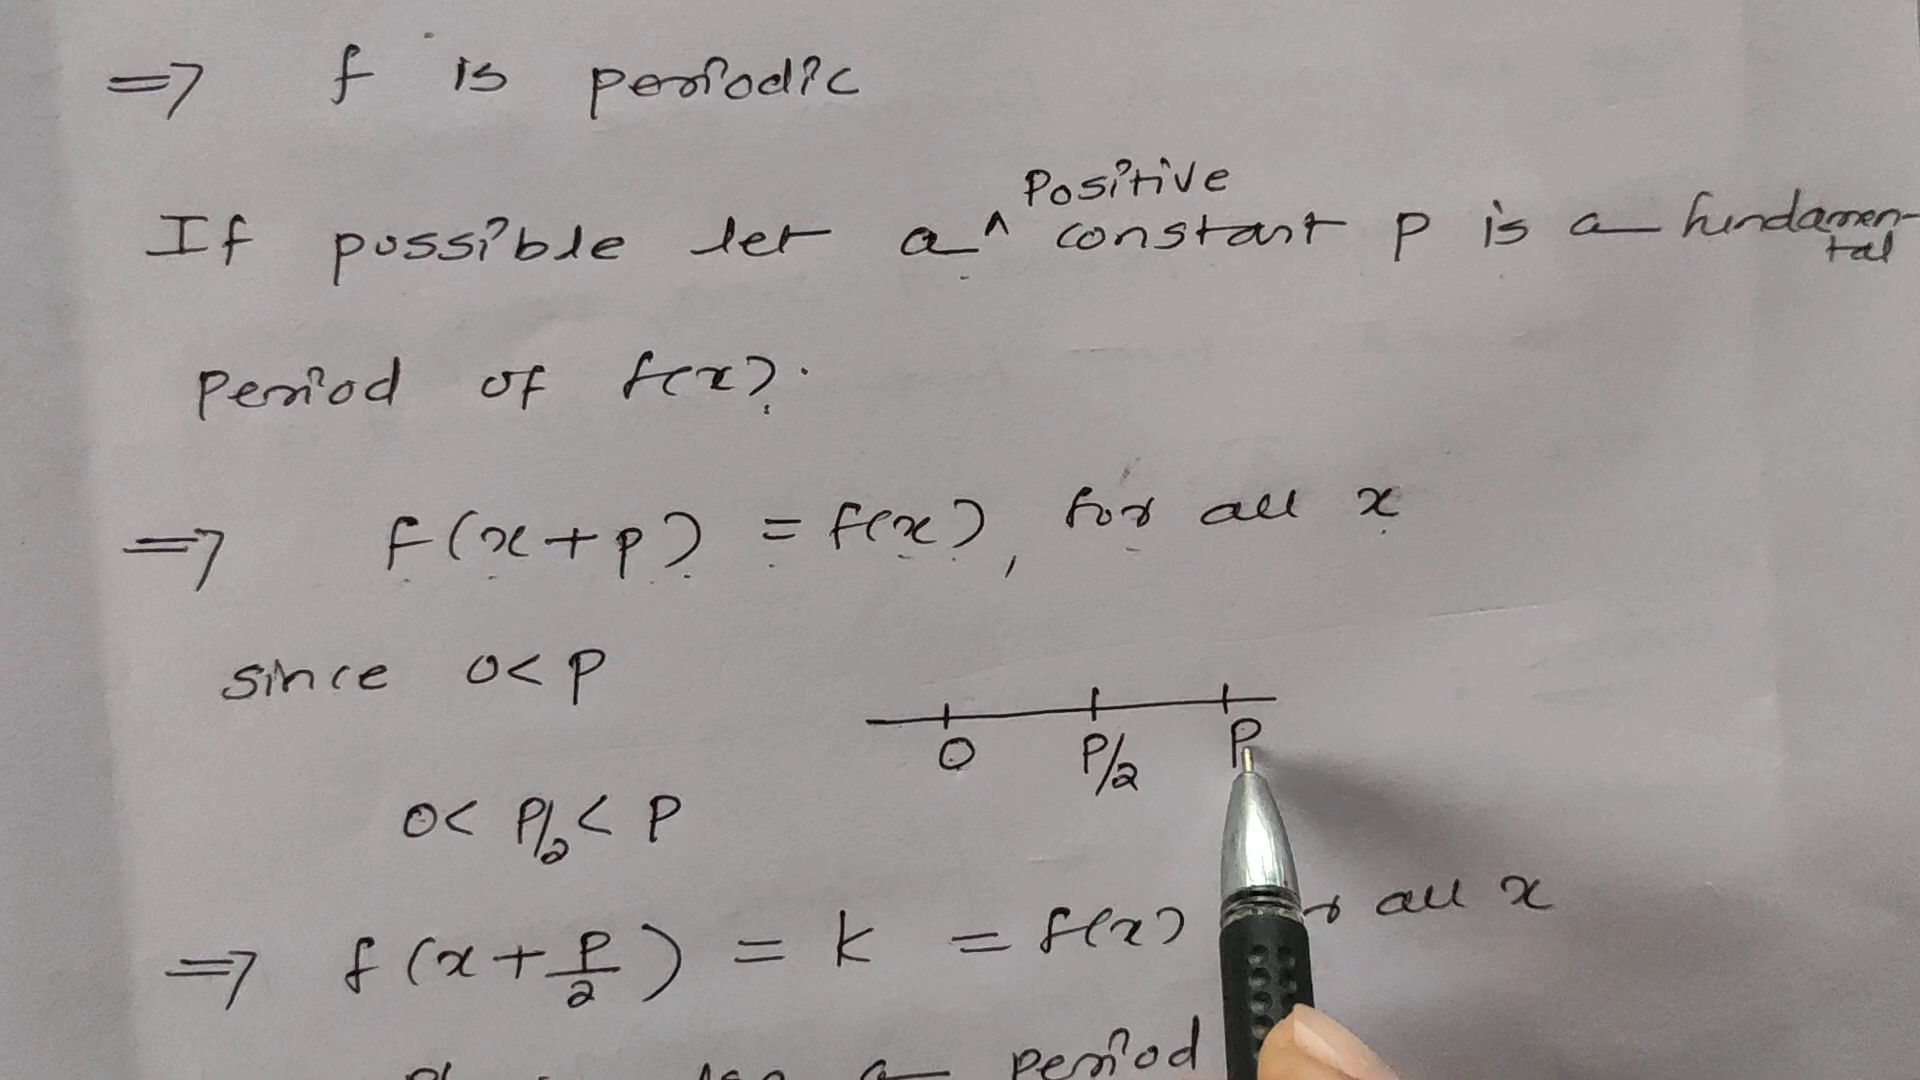 => f is periodic
Positive
If possible let a ^ constant p is a fundamen-
tal
period of f(x).
=> f(x+p) = f(x), for all x
since 0<p
0 P/2 P
0< P/2 < P
=> f(x+p/2) = k = f(x) all x
a period